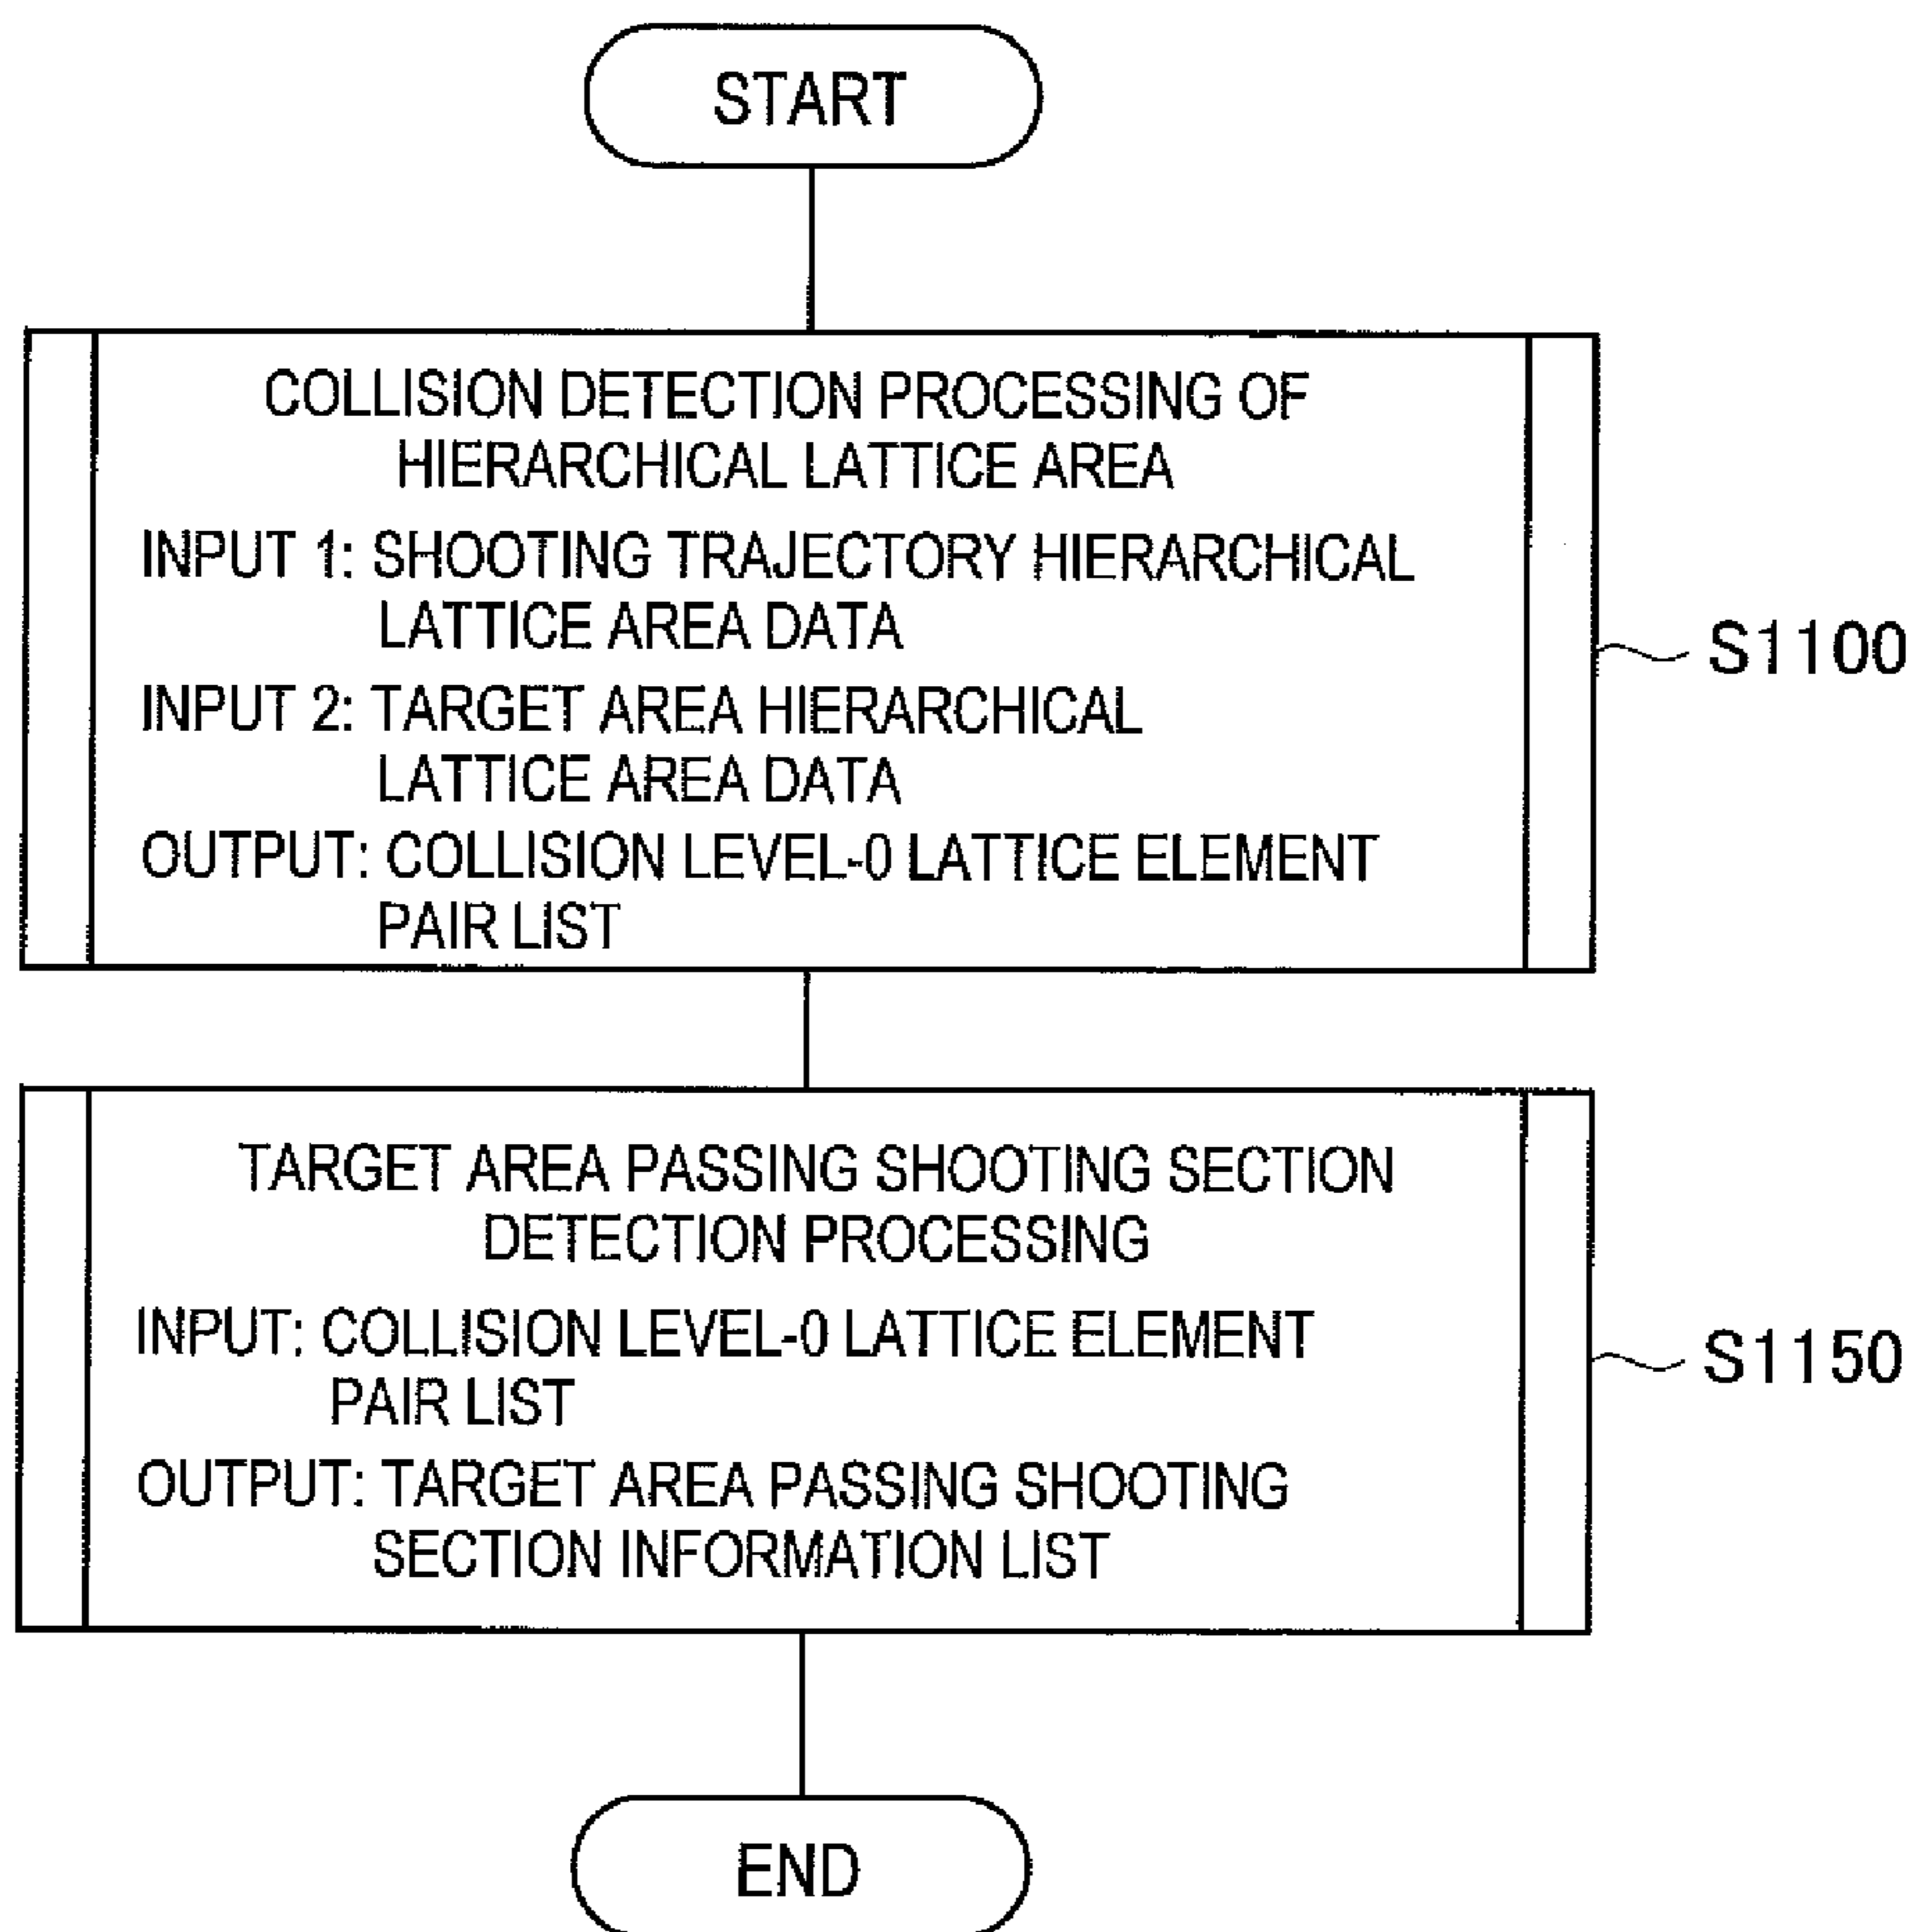 START
COLLISION DETECTION PROCESSING OF
HIERARCHICAL LATTICE AREA
INPUT 1: SHOOTING TRAJECTORY HIERARCHICAL
LATTICE AREA DATA
INPUT 2: TARGET AREA HIERARCHICAL
LATTICE AREA DATA
OUTPUT: COLLISION LEVEL-0 LATTICE ELEMENT
PAIR LIST
S1100
TARGET AREA PASSING SHOOTING SECTION
DETECTION PROCESSING
INPUT: COLLISION LEVEL-0 LATTICE ELEMENT
PAIR LIST
OUTPUT: TARGET AREA PASSING SHOOTING
SECTION INFORMATION LIST
S1150
END